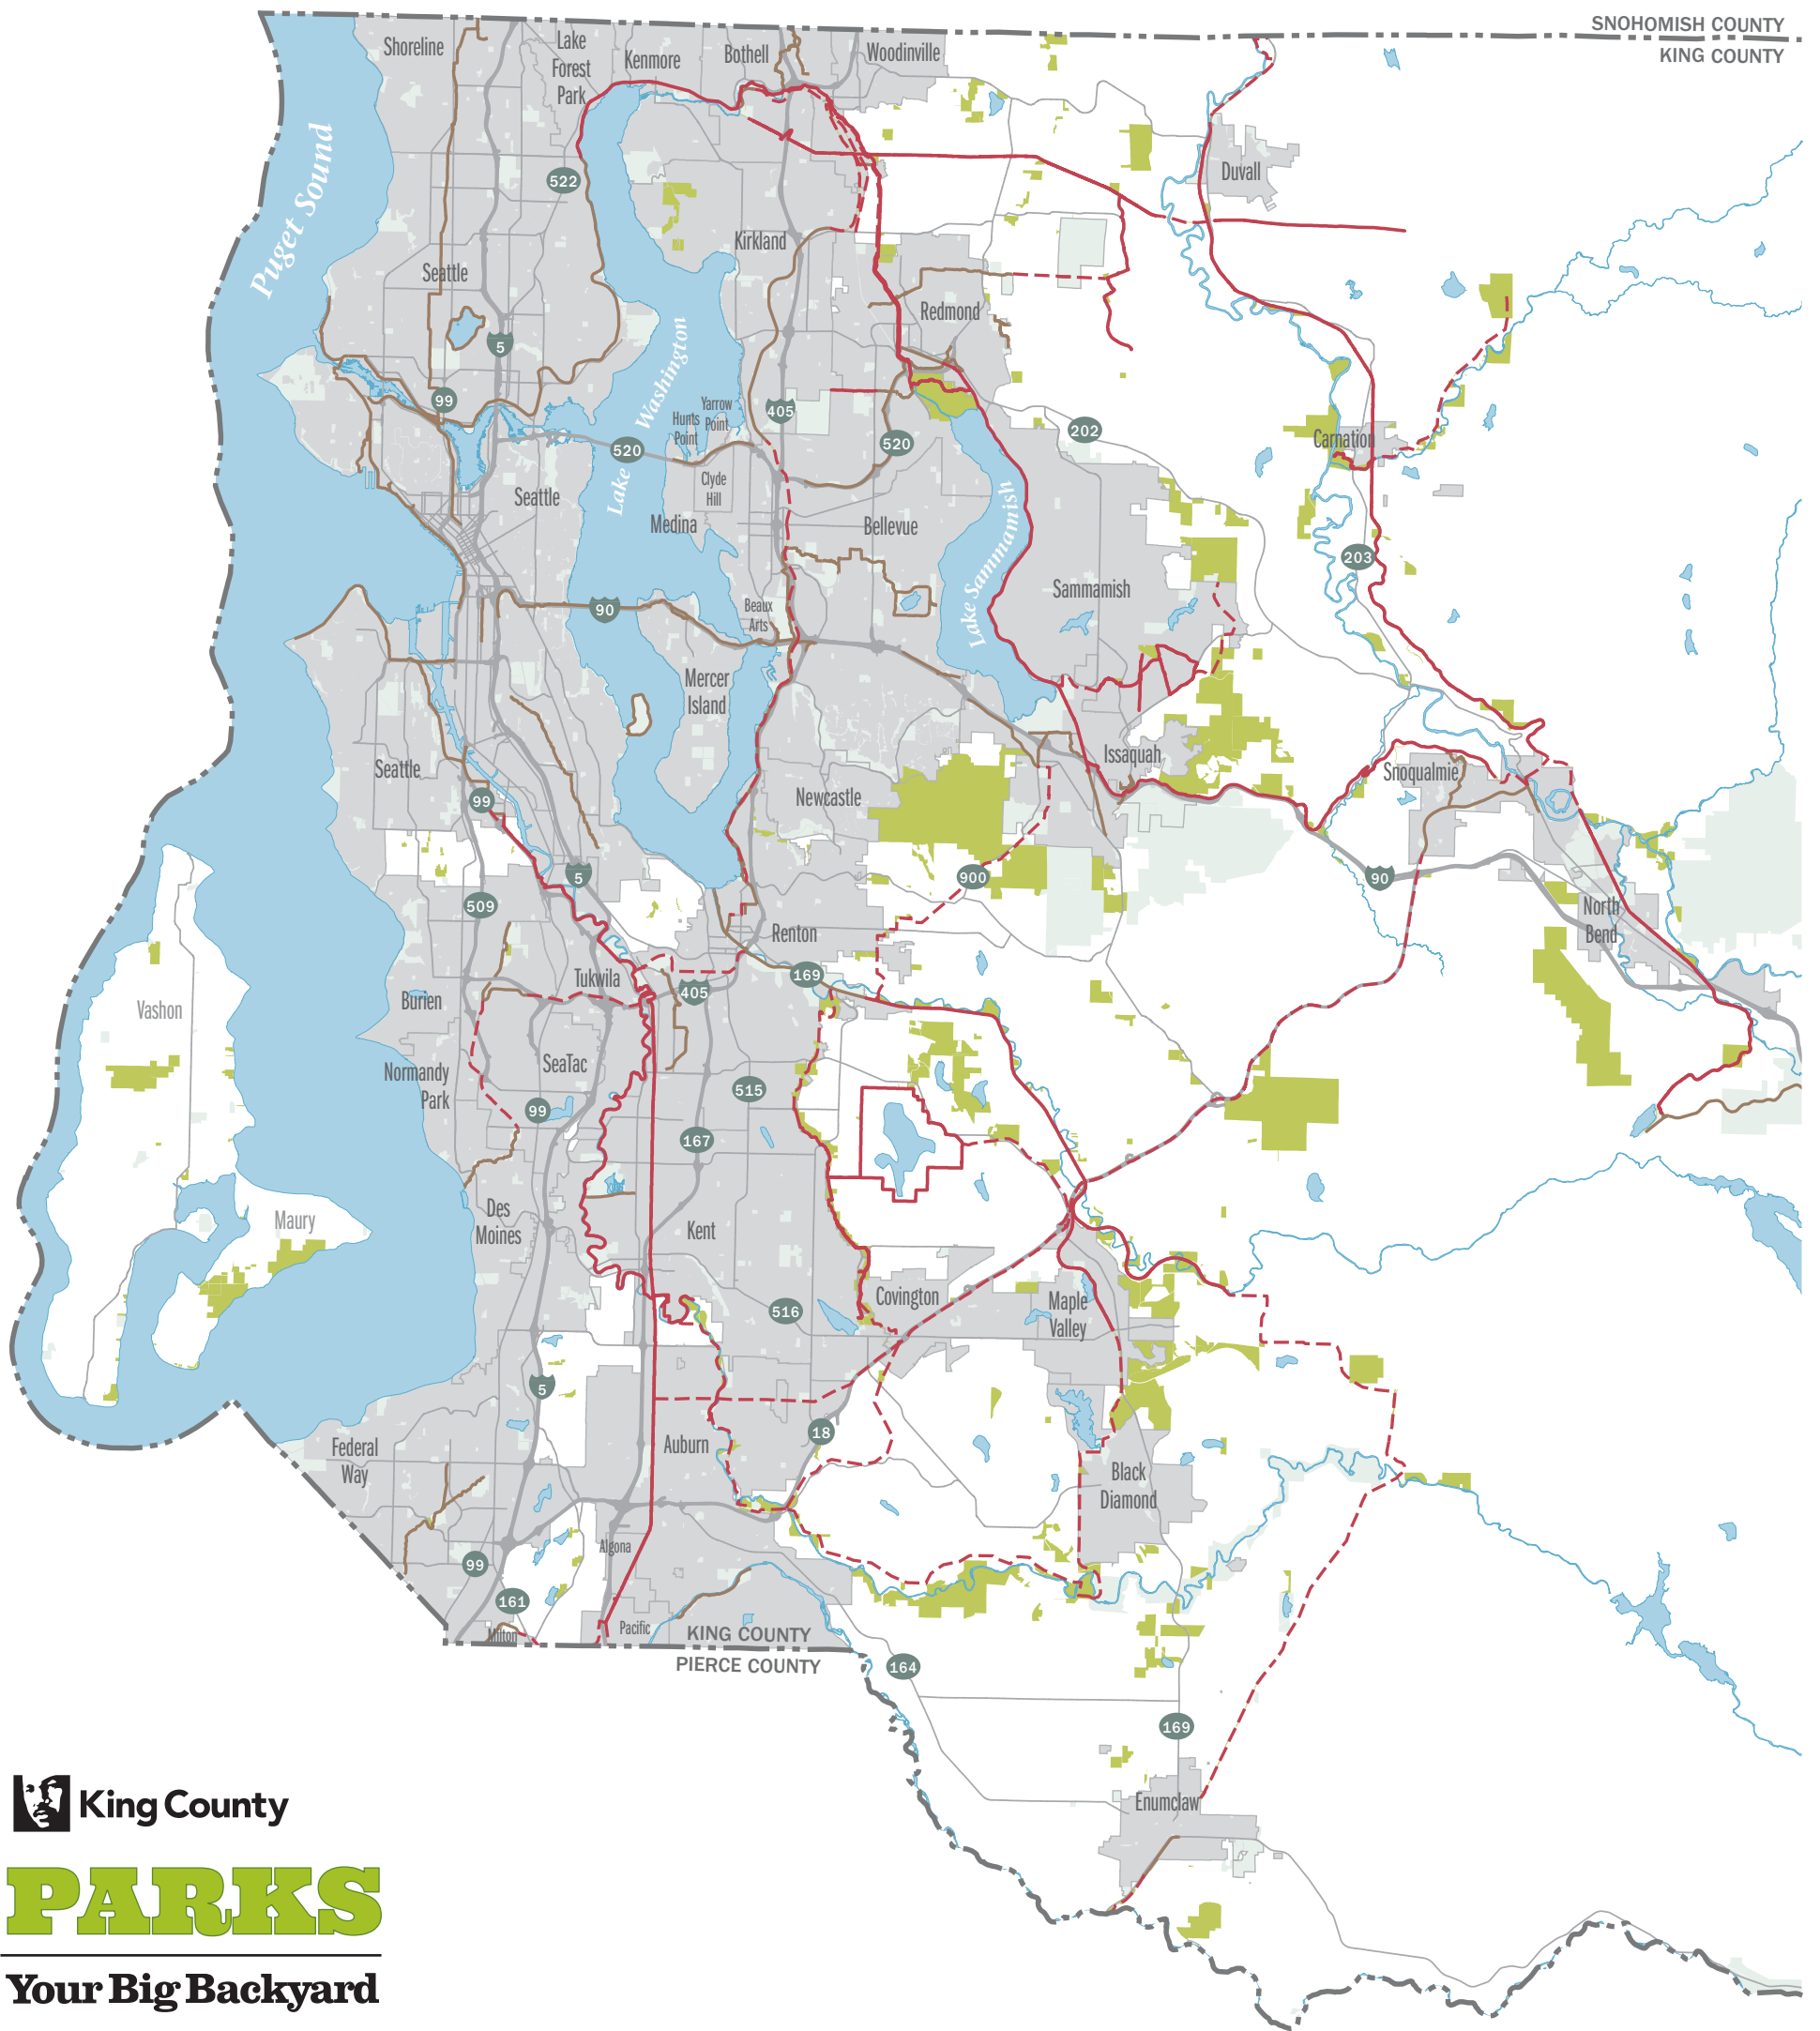 SNOHOMISH COUNTY
KING COUNTY
Shoreline
Lake
Forest
Park
Kenmore
Bothell
Woodinville
Puget Sound
522
Duvall
Kirkland
Seattle
Redmond
5
Lake Washington
99
405
Hunts
Point
Yarrow
Point
520
520
202
Carnation
Clyde
Hill
Seattle
Medina
Bellevue
Lake Sammamish
203
Sammamish
90
Beaux
Arts
Mercer
Island
Seattle
Issaquah
Snoqualmie
Newcastle
99
5
900
90
509
North
Bend
Renton
Tukwila
169
405
Vashon
Burien
SeaTac
Normandy
Park
515
99
167
Maury
Des
Moines
Kent
Covington
Maple
Valley
516
5
18
Auburn
Federal
Way
Black
Diamond
Algona
99
161
Pacific
Milton
KING COUNTY
PIERCE COUNTY
164
169
Enumclaw
King County
PARKS
Your Big Backyard